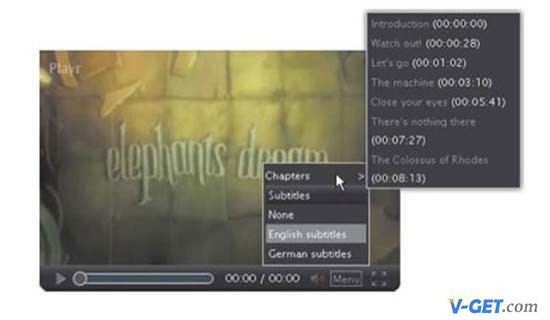 Introduction (00:00:00)
Watch out! (00:00:28)
Let's go (00:01:02)
The machine (00:03:10)
Close your eyes (00:05:41)
There's nothing there
(00:07:27)
The Colossus of Rhodes
(00:08:13)
Playr
elephants dream
Chapters >
Subtitles
None
English subtitles
German subtitles
00:00 / 00:00 Menu
V-GET.com